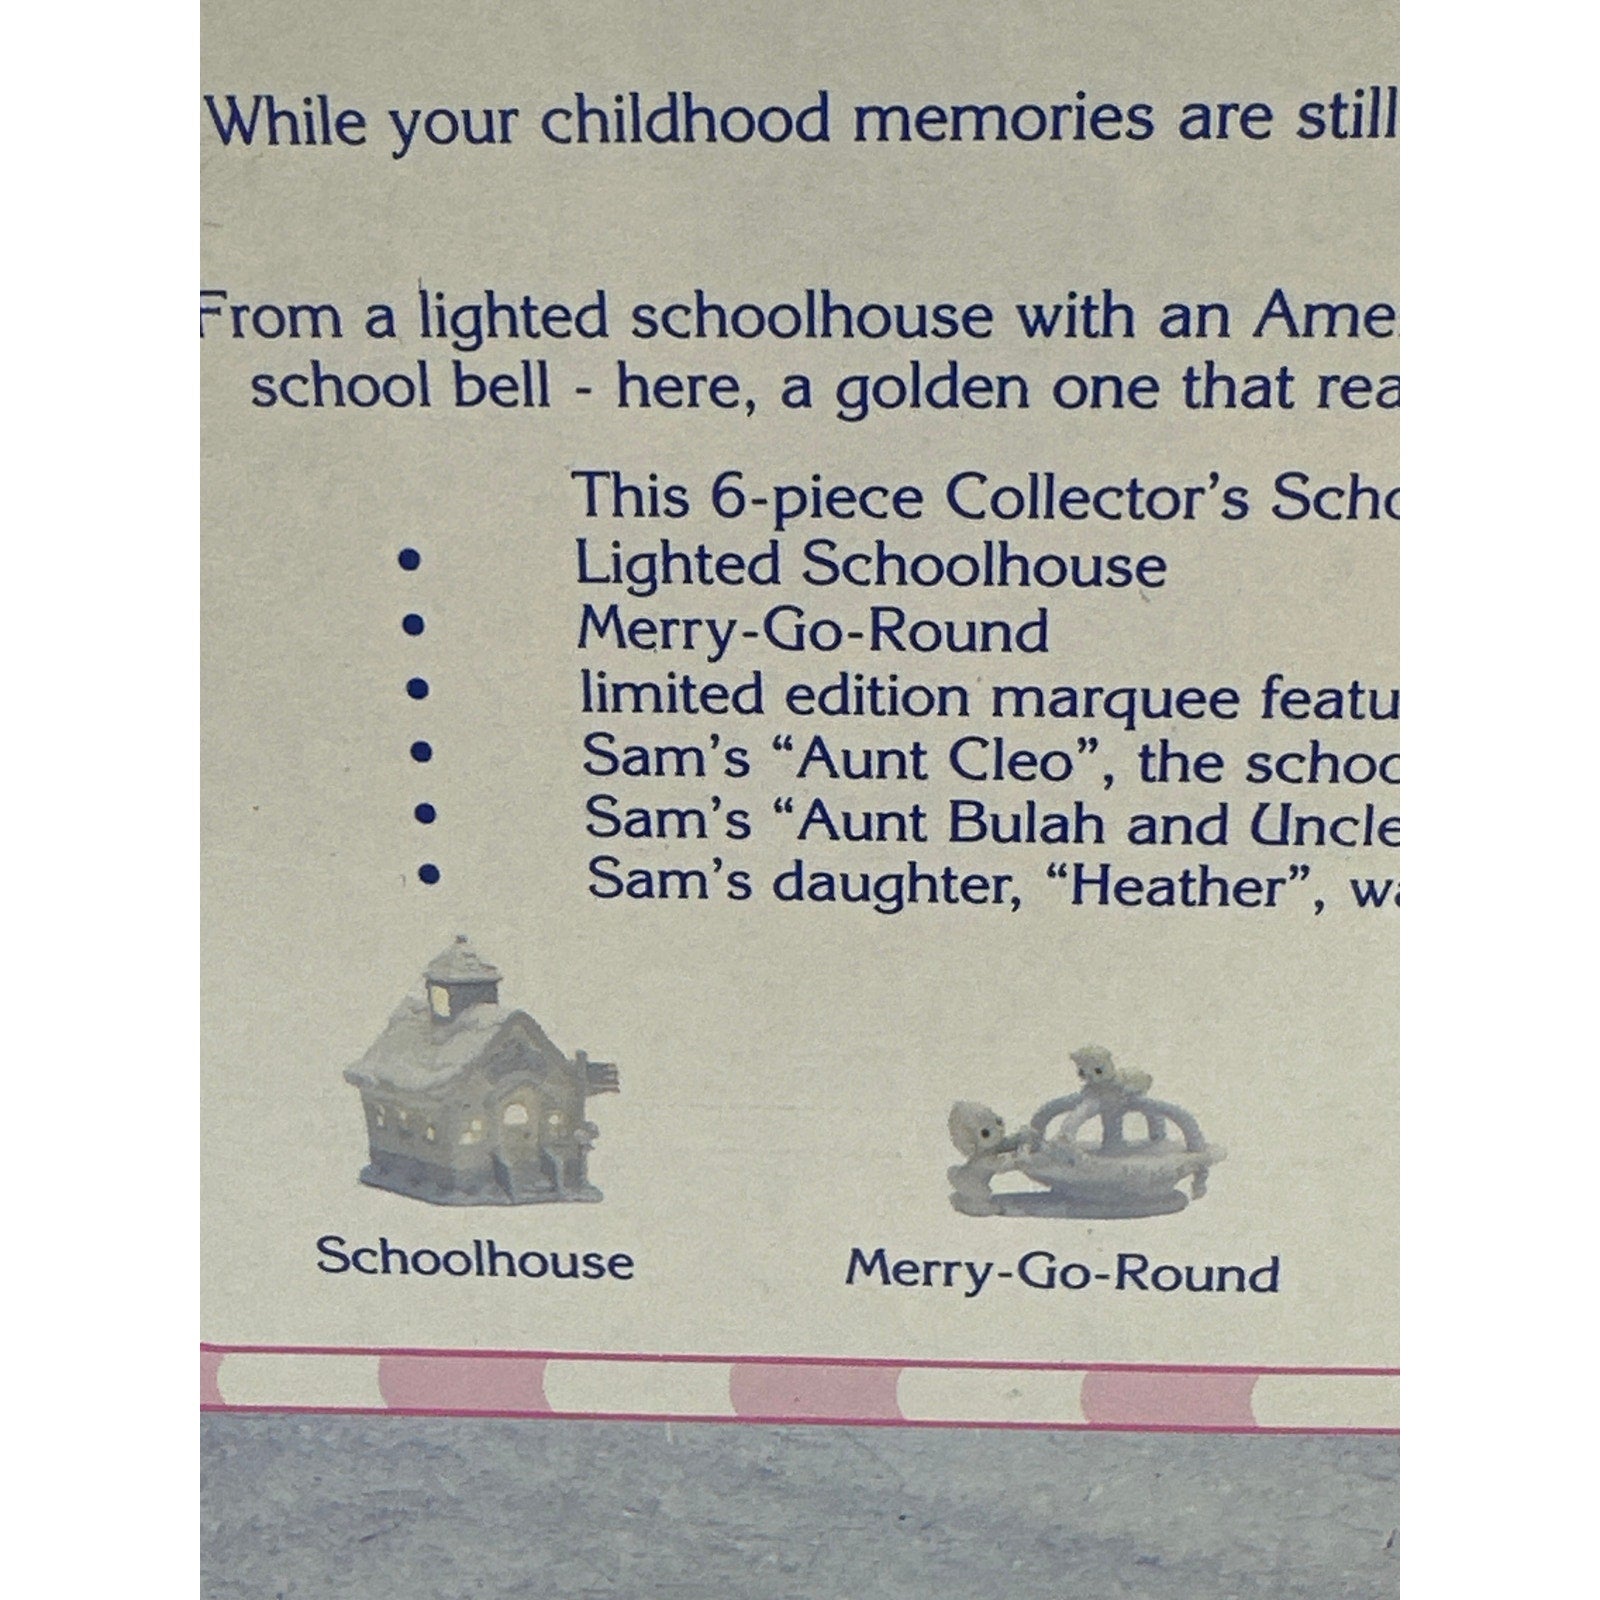 While your childhood memories are still
From a lighted schoolhouse with an Ame
school bell - here, a golden one that rea
This 6-piece Collector's Scho
• Lighted Schoolhouse
• Merry-Go-Round
• limited edition marquee featu
• Sam's “Aunt Cleo”, the schoo
• Sam's “Aunt Bulah and Uncle
• Sam's daughter, “Heather”, wa
Schoolhouse
Merry-Go-Round